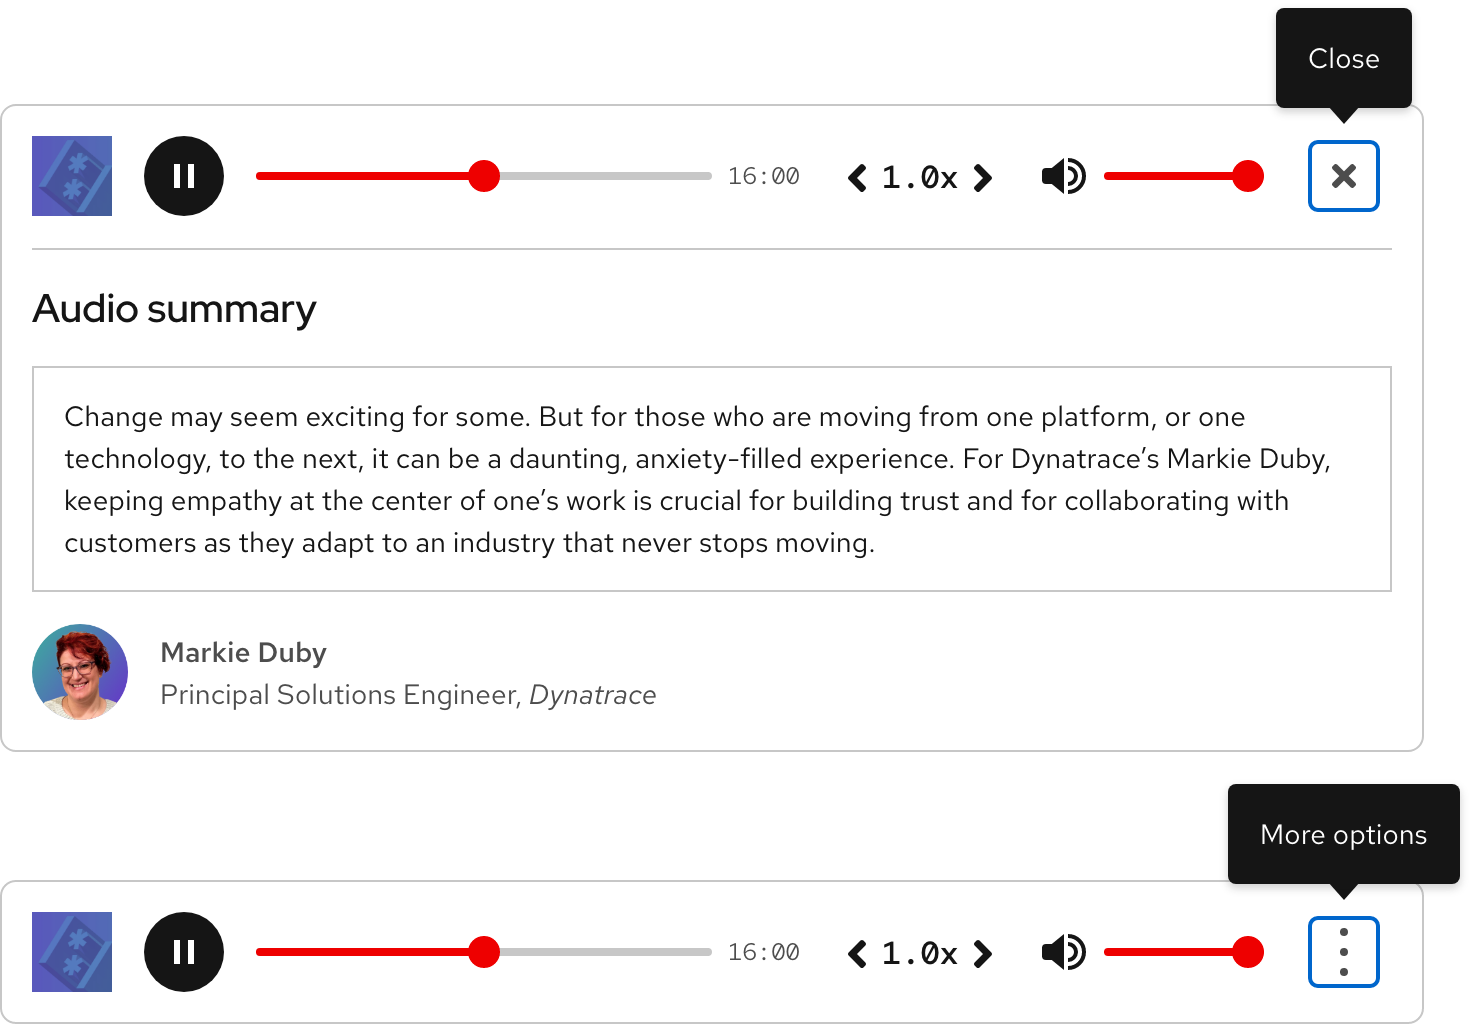 Close
16:00
1.0x
Audio summary
Change may seem exciting for some. But for those who are moving from one platform, or one
technology, to the next, it can be a daunting, anxiety-filled experience. For Dynatrace’s Markie Duby,
keeping empathy at the center of one’s work is crucial for building trust and for collaborating with
customers as they adapt to an industry that never stops moving.
Markie Duby
Principal Solutions Engineer, Dynatrace
More options
16:00
1.0x